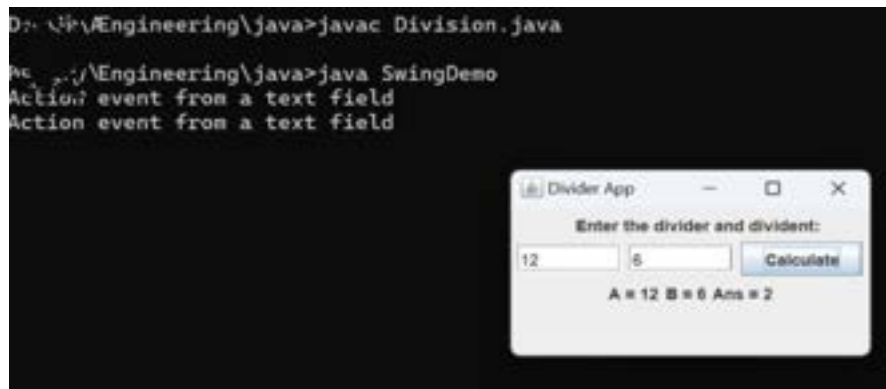 \Engineering\java>javac Division.java
\Engineering\java>java SwingDemo
Action event from a text field
Action event from a text field
Divider App
Enter the divider and divident:
12 6 Calculate
A = 12 B = 6 Ans = 2